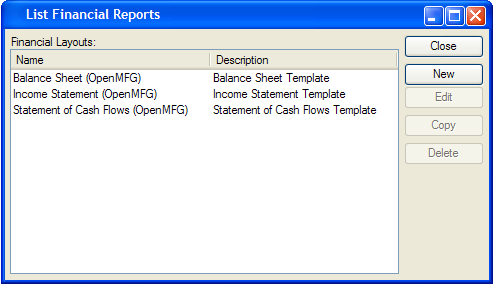 List Financial Reports
Financial Layouts:
Name Description
Balance Sheet (OpenMFG) Balance Sheet Template
Income Statement (OpenMFG) Income Statement Template
Statement of Cash Flows (OpenMFG) Statement of Cash Flows Template
Close
New
Edit
Copy
Delete